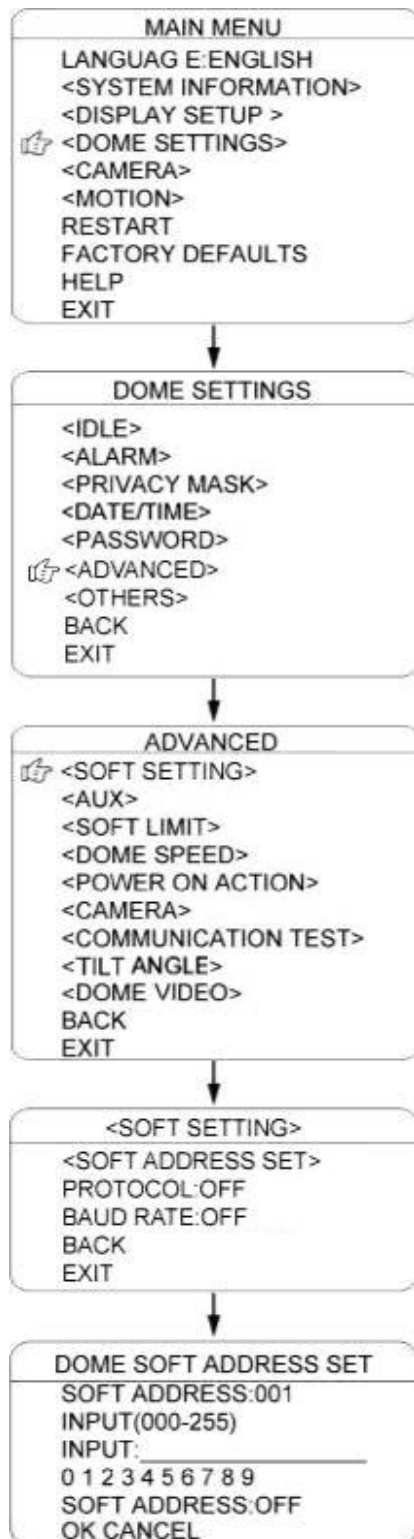 MAIN MENU
LANGUAG E:ENGLISH
<SYSTEM INFORMATION>
<DISPLAY SETUP >
<DOME SETTINGS>
<CAMERA>
<MOTION>
RESTART
FACTORY DEFAULTS
HELP
EXIT
DOME SETTINGS
<IDLE>
<ALARM>
<PRIVACY MASK>
<DATE/TIME>
<PASSWORD>
<ADVANCED>
<OTHERS>
BACK
EXIT
ADVANCED
<SOFT SETTING>
<AUX>
<SOFT LIMIT>
<DOME SPEED>
<POWER ON ACTION>
<CAMERA>
<COMMUNICATION TEST>
<TILT ANGLE>
<DOME VIDEO>
BACK
EXIT
<SOFT SETTING>
<SOFT ADDRESS SET>
PROTOCOL:OFF
BAUD RATE:OFF
BACK
EXIT
DOME SOFT ADDRESS SET
SOFT ADDRESS:001
INPUT(000-255)
INPUT:
0 1 2 3 4 5 6 7 8 9
SOFT ADDRESS:OFF
OK CANCEL